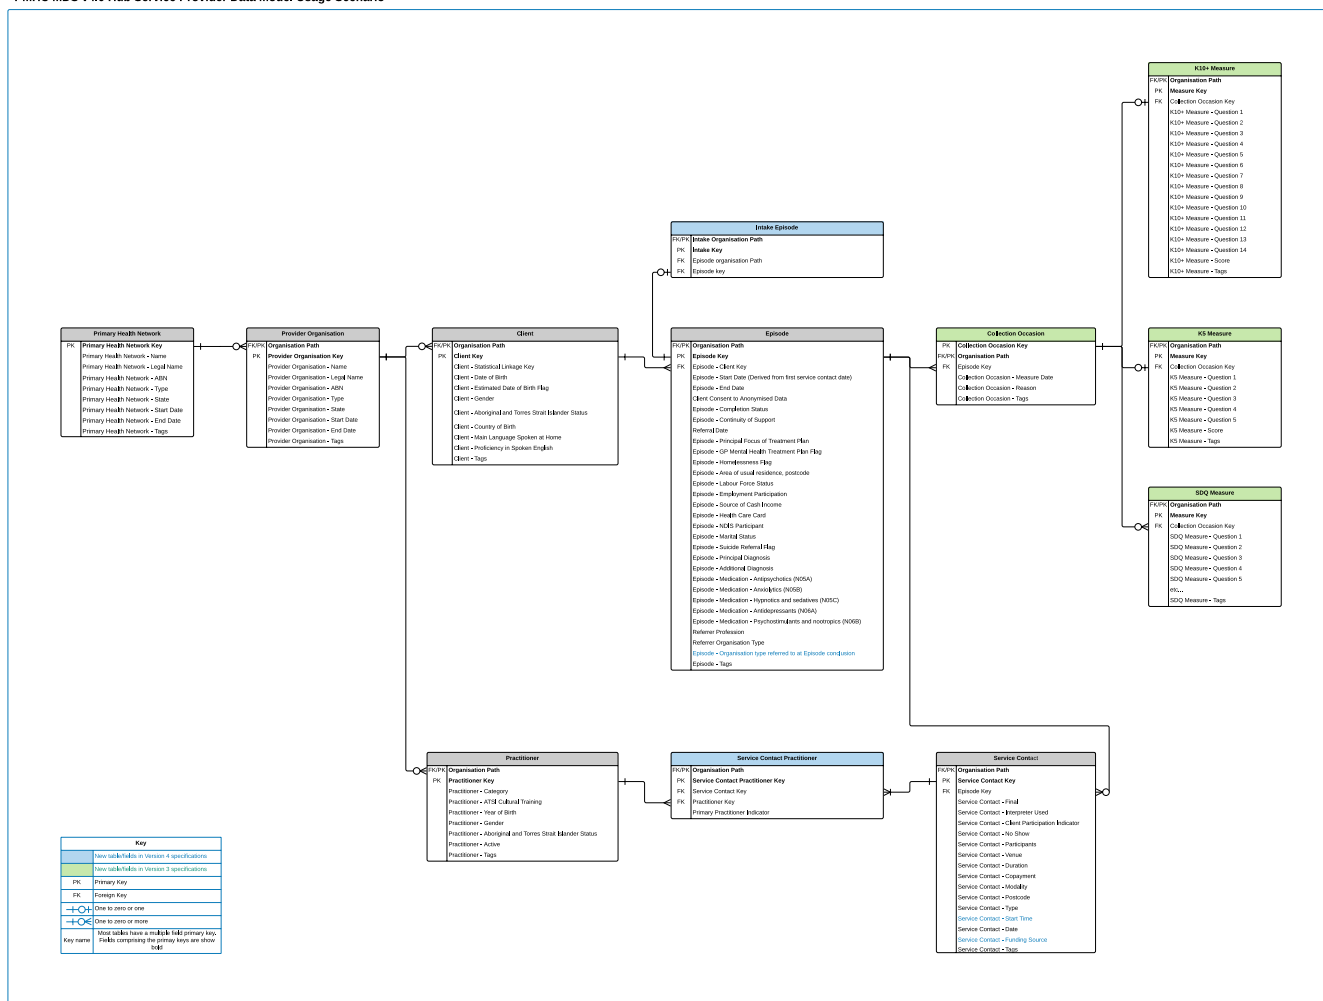 K10+ Measure
FK/PK Organisation Path
PK Measure Key
FK Collection Occasion Key
K10+ Measure - Question 1
K10+ Measure - Question 2
K10+ Measure - Question 3
K10+ Measure - Question 4
K10+ Measure - Question 5
K10+ Measure - Question 6
K10+ Measure - Question 7
K10+ Measure - Question 8
K10+ Measure - Question 9
K10+ Measure - Question 10
K10+ Measure - Question 11
K10+ Measure - Question 12
K10+ Measure - Question 13
K10+ Measure - Question 14
K10+ Measure - Score
K10+ Measure - Tags
Intake Episode
FK/PK Intake Organisation Path
PK Intake Key
FK Episode organisation Path
FK Episode key
Primary Health Network
PK Primary Health Network Key
Primary Health Network - Name
Primary Health Network - Legal Name
Primary Health Network - ABN
Primary Health Network - Type
Primary Health Network - State
Primary Health Network - Start Date
Primary Health Network - End Date
Primary Health Network - Tags
Provider Organisation
FK/PK Organisation Path
PK Provider Organisation Key
Provider Organisation - Name
Provider Organisation - Legal Name
Provider Organisation - ABN
Provider Organisation - Type
Provider Organisation - State
Provider Organisation - Start Date
Provider Organisation - End Date
Provider Organisation - Tags
Client
FK/PK Organisation Path
PK Client Key
Client - Statistical Linkage Key
Client - Date of Birth
Client - Estimated Date of Birth Flag
Client - Gender
Client - Aboriginal and Torres Strait Islander Status
Client - Country of Birth
Client - Main Language Spoken at Home
Client - Proficiency in Spoken English
Client - Tags
Episode
FK/PK Organisation Path
PK Episode Key
FK Episode - Client Key
Episode - Start Date (Derived from first service contact date)
Episode - End Date
Client Consent to Anonymised Data
Episode - Completion Status
Episode - Continuity of Support
Referral Date
Episode - Principal Focus of Treatment Plan
Episode - GP Mental Health Treatment Plan Flag
Episode - Homelessness Flag
Episode - Area of usual residence, postcode
Episode - Labour Force Status
Episode - Employment Participation
Episode - Source of Cash Income
Episode - Health Care Card
Episode - NDIS Participant
Episode - Marital Status
Episode - Suicide Referral Flag
Episode - Principal Diagnosis
Episode - Additional Diagnosis
Episode - Medication - Antipsychotics (N05A)
Episode - Medication - Anxiolytics (N05B)
Episode - Medication - Hypnotics and sedatives (N05C)
Episode - Medication - Antidepressants (N06A)
Episode - Medication - Psychostimulants and nootropics (N06B)
Referrer Profession
Referrer Organisation Type
Episode - Organisation type referred to at Episode conclusion
Episode - Tags
Collection Occasion
PK Collection Occasion Key
FK/PK Organisation Path
FK Episode Key
Collection Occasion - Measure Date
Collection Occasion - Reason
Collection Occasion - Tags
K5 Measure
FK/PK Organisation Path
PK Measure Key
FK Collection Occasion Key
K5 Measure - Question 1
K5 Measure - Question 2
K5 Measure - Question 3
K5 Measure - Question 4
K5 Measure - Question 5
K5 Measure - Score
K5 Measure - Tags
SDQ Measure
FK/PK Organisation Path
PK Measure Key
FK Collection Occasion Key
SDQ Measure - Question 1
SDQ Measure - Question 2
SDQ Measure - Question 3
SDQ Measure - Question 4
SDQ Measure - Question 5
etc...
SDQ Measure - Tags
Practitioner
FK/PK Organisation Path
PK Practitioner Key
Practitioner - Category
Practitioner - ATSI Cultural Training
Practitioner - Year of Birth
Practitioner - Gender
Practitioner - Aboriginal and Torres Strait Islander Status
Practitioner - Active
Practitioner - Tags
Service Contact Practitioner
FK/PK Organisation Path
PK Service Contact Practitioner Key
FK Service Contact Key
FK Practitioner Key
Primary Practitioner Indicator
Service Contact
FK/PK Organisation Path
PK Service Contact Key
FK Episode Key
Service Contact - Final
Service Contact - Interpreter Used
Service Contact - Client Participation Indicator
Service Contact - No Show
Service Contact - Participants
Service Contact - Venue
Service Contact - Duration
Service Contact - Copayment
Service Contact - Modality
Service Contact - Postcode
Service Contact - Type
Service Contact - Start Time
Service Contact - Date
Service Contact - Funding Source
Service Contact - Tags
Key
New table/fields in Version 4 specifications
New table/fields in Version 3 specifications
PK Primary Key
FK Foreign Key
One to zero or one
One to zero or more
Key name Most tables have a multiple field primary key.
Fields comprising the primay keys are show
bold